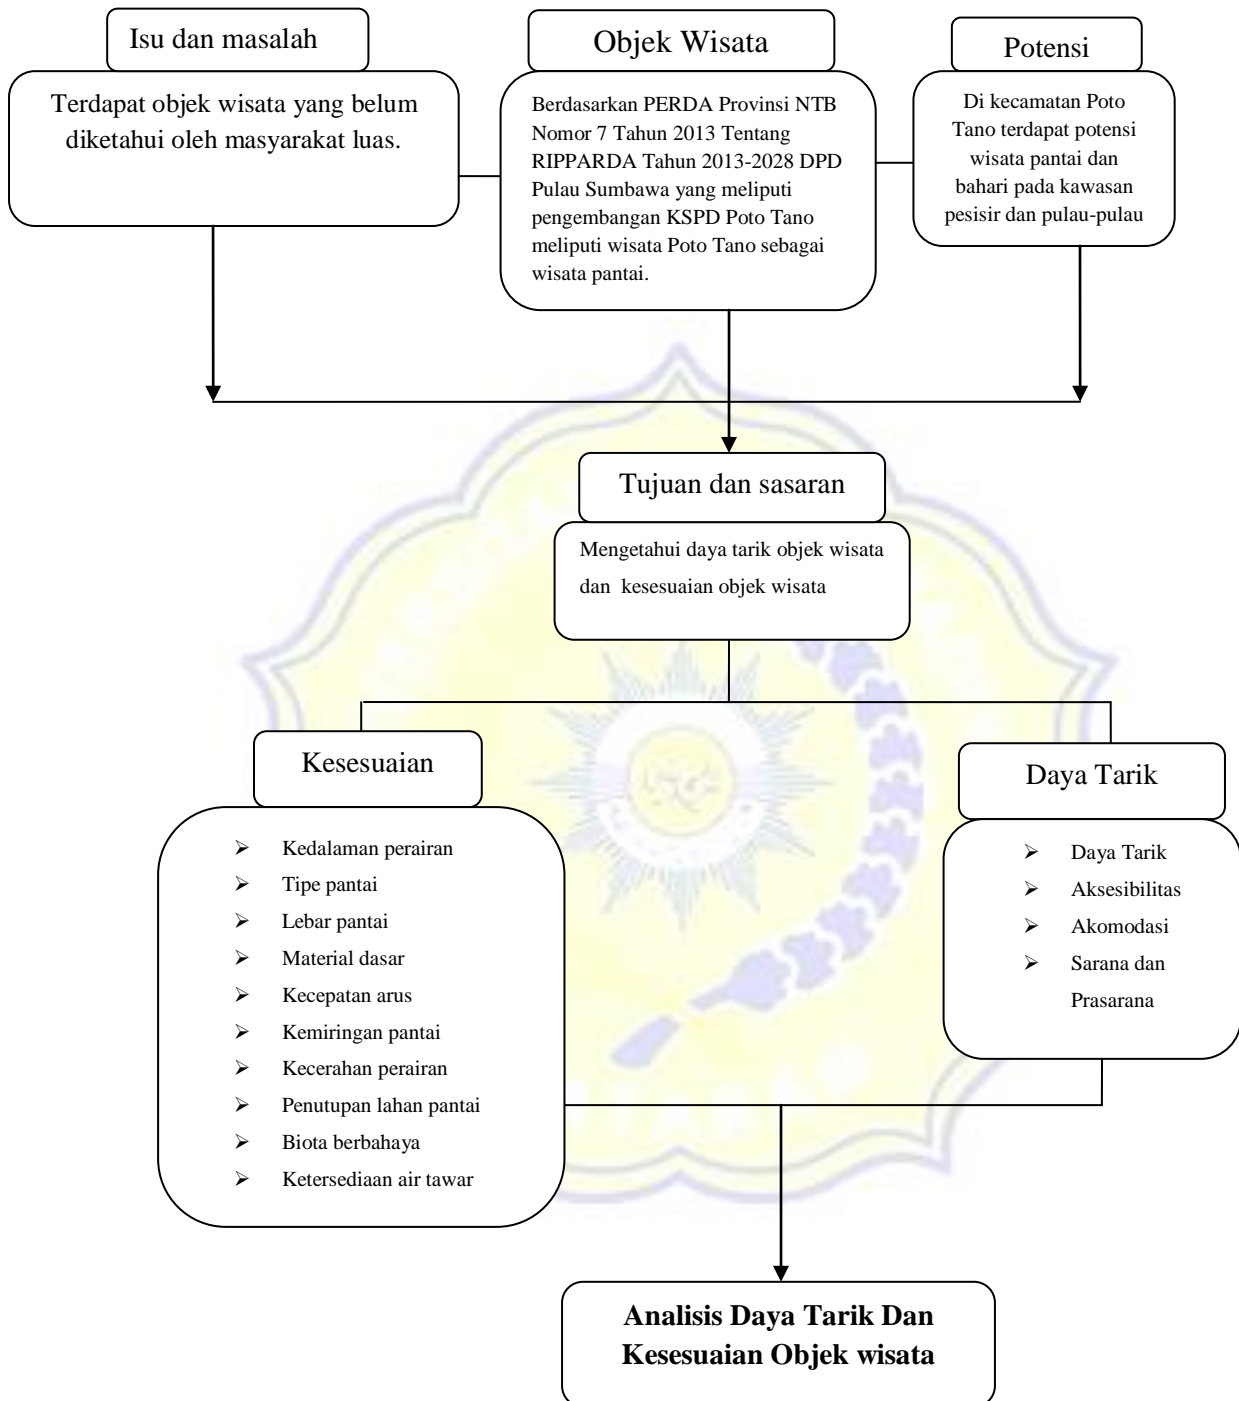 Isu dan masalah
Terdapat objek wisata yang belum
diketahui oleh masyarakat luas.
Objek Wisata
Berdasarkan PERDA Provinsi NTB
Nomor 7 Tahun 2013 Tentang
RIPPARDA Tahun 2013-2028 DPD
Pulau Sumbawa yang meliputi
pengembangan KSPD Poto Tano
meliputi wisata Poto Tano sebagai
wisata pantai.
Potensi
Di kecamatan Poto
Tano terdapat potensi
wisata pantai dan
bahari pada kawasan
pesisir dan pulau-pulau
Tujuan dan sasaran
Mengetahui daya tarik objek wisata
dan kesesuaian objek wisata
Kesesuaian
➢ Kedalaman perairan
➢ Tipe pantai
➢ Lebar pantai
➢ Material dasar
➢ Kecepatan arus
➢ Kemiringan pantai
➢ Kecerahan perairan
➢ Penutupan lahan pantai
➢ Biota berbahaya
➢ Ketersediaan air tawar
Daya Tarik
➢ Daya Tarik
➢ Aksesibilitas
➢ Akomodasi
➢ Sarana dan
Prasarana
Analisis Daya Tarik Dan
Kesesuaian Objek wisata